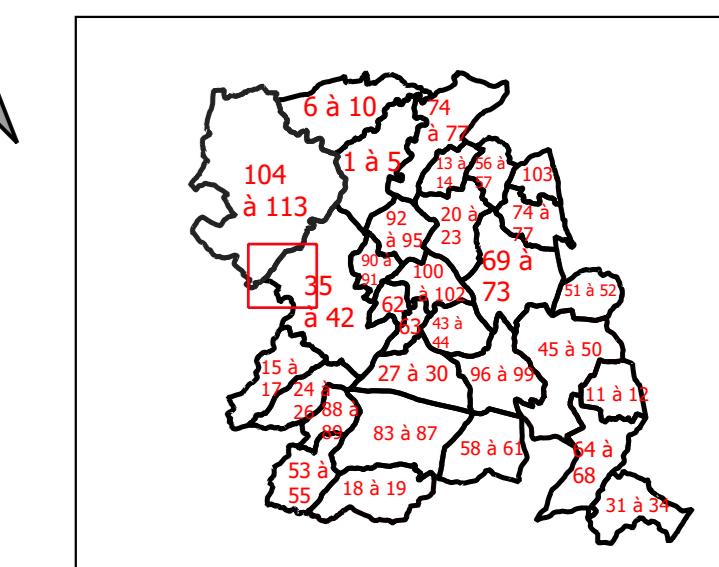 6 à 10
74
à 77
1 à 5
13 à
14
56 à
57
103
104
à 113
92
à 95
20 à
23
74 à
77
90 à
91
100
à 102
69 à
73
51 à 52
35
à 42
62
63
43 à
44
45 à 50
15 à
17
24 à
26
27 à 30
96 à 99
11 à 12
88 à
89
83 à 87
58 à 61
64 à
68
53 à
55
18 à 19
31 à 34